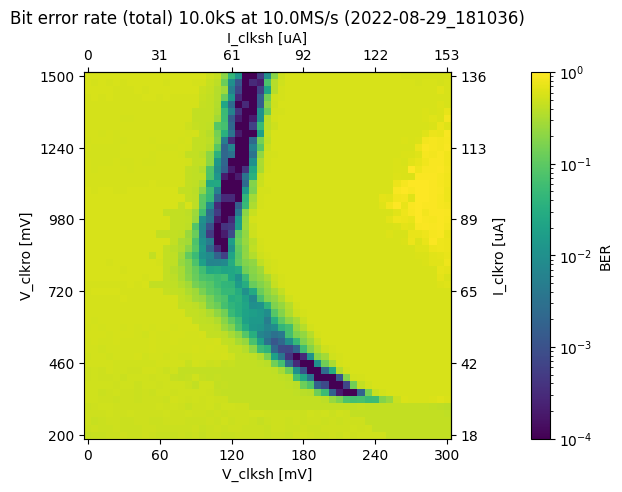 Bit error rate (total) 10.0kS at 10.0MS/s (2022-08-29_181036)
I_clksh [uA]
0 31 61 92 122 153
1500 136 10^0
1240 113 10^-1
980 89 10^-2
720 65 10^-3
460 42 10^-4
200 18
V_clkro [mV]
I_clkro [uA]
BER
0 60 120 180 240 300
V_clksh [mV]